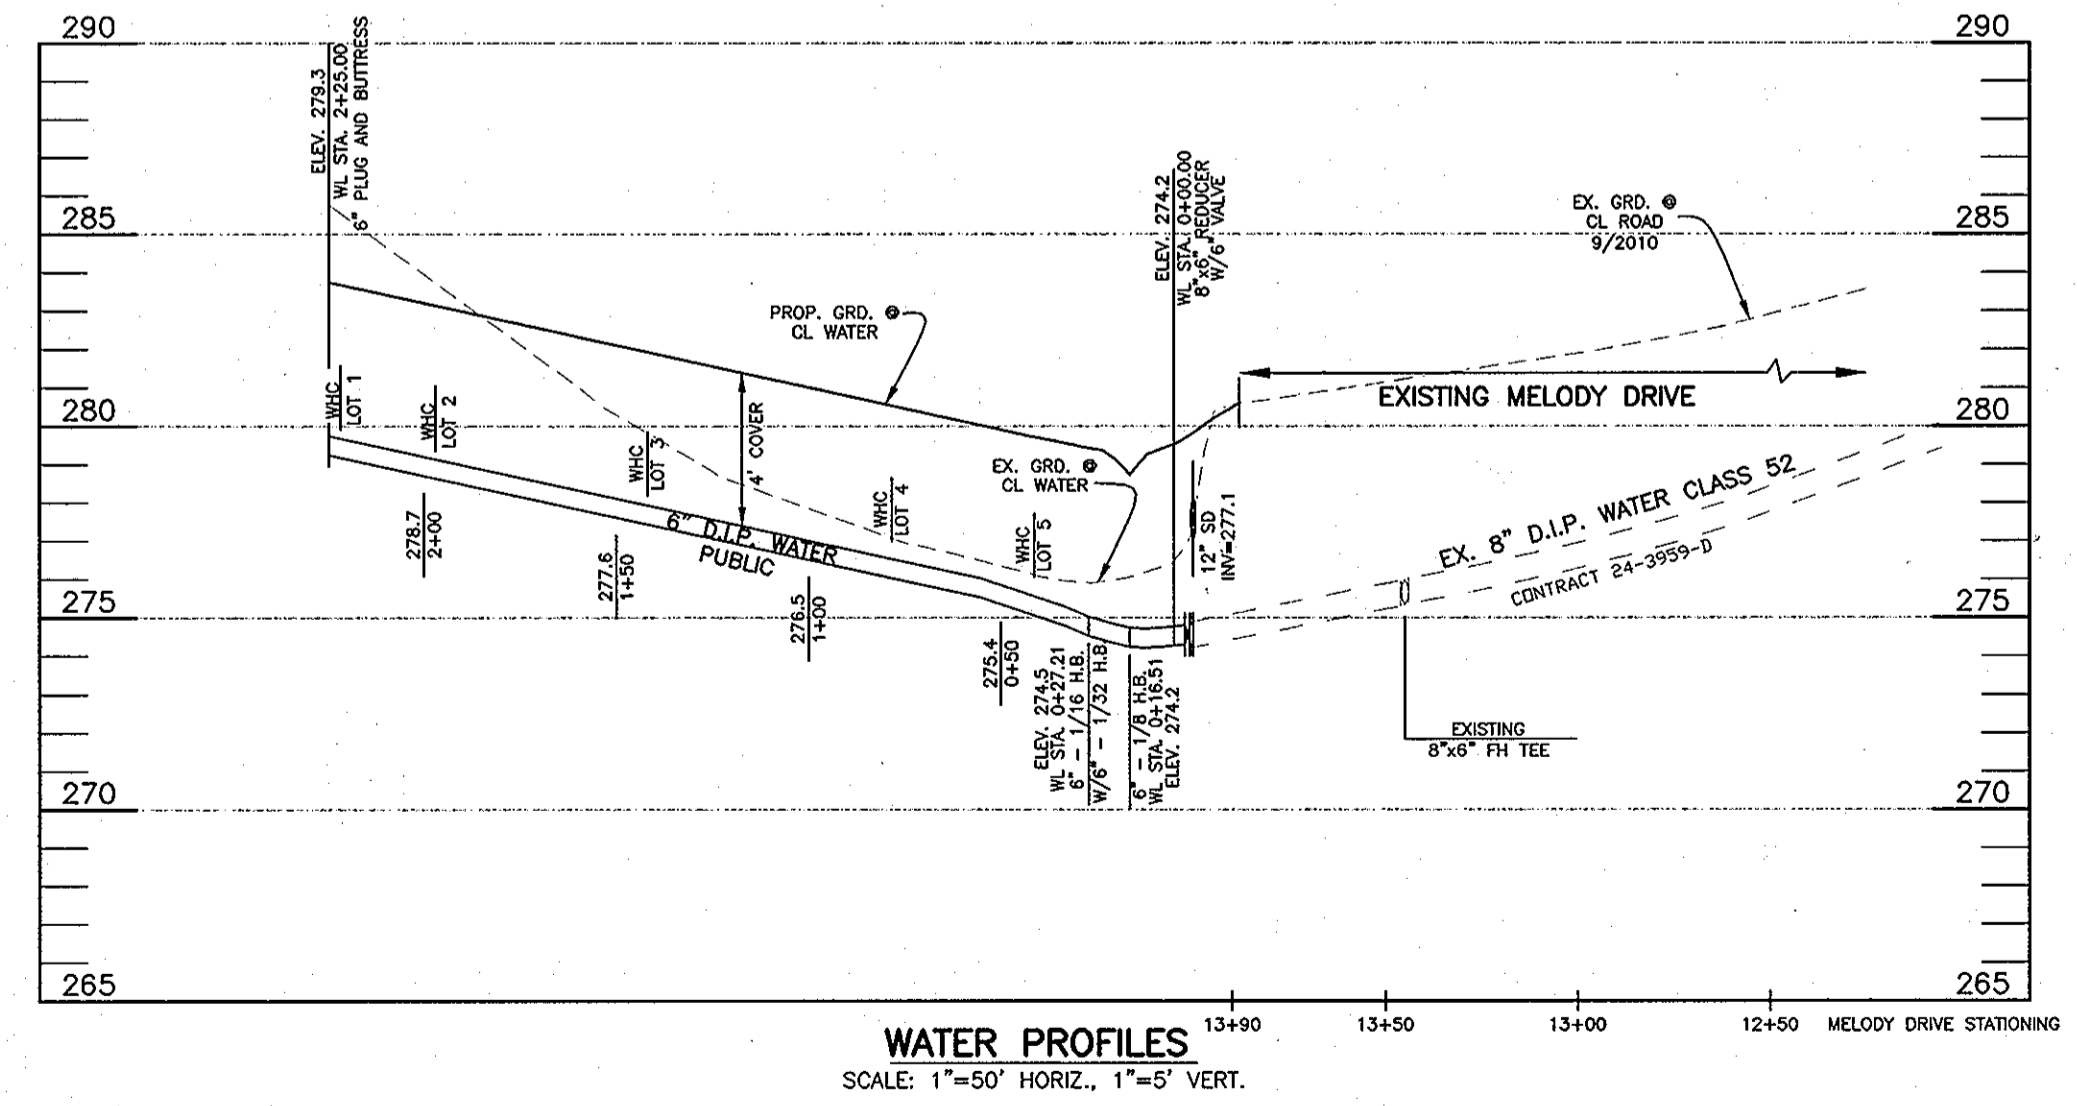 290
290
ELEV. 279.3
WL STA. 2+25.00
6" PLUG AND BUTTRESS
ELEV. 274.2
WL STA. 0+00.00
8"x6" REDUCER
W/6" VALVE
EX. GRD. @
CL ROAD
9/2010
285
285
PROP. GRD. @
CL WATER
EXISTING MELODY DRIVE
WHC
LOT 1
WHC
LOT 2
WHC
LOT 3
4' COVER
280
280
EX. GRD. @
CL WATER
WHC
LOT 4
WHC
LOT 5
12" SD
INV=277.1
EX. 8" D.I.P. WATER CLASS 52
CONTRACT 24-3959-D
6" D.I.P. WATER
PUBLIC
278.7
2+00
277.6
1+50
276.5
1+00
275.4
0+50
275
275
ELEV. 274.5
WL STA. 0+27.21
6" - 1/16 H.B.
W/6" - 1/32 H.B.
6" - 1/8 H.B.
WL STA. 0+16.51
ELEV. 274.2
EXISTING
8"x6" FH TEE
270
270
265
265
13+90
13+50
13+00
12+50
MELODY DRIVE STATIONING
WATER PROFILES
SCALE: 1"=50' HORIZ., 1"=5' VERT.